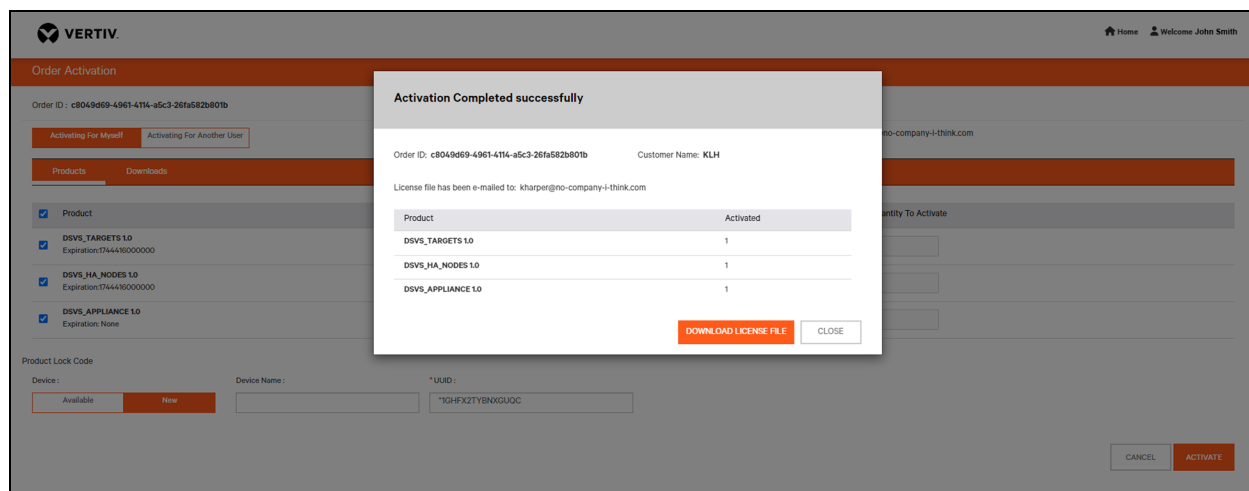 VERTIV.
Home Welcome John Smith
Order Activation
Order ID : c8049d69-4961-4114-a5c3-26fa582b801b
Activating For Myself Activating For Another User
no-company-i-think.com
Products Downloads
Product
antity To Activate
DSVS_TARGETS 1.0
Expiration:1744416000000
DSVS_HA_NODES 1.0
Expiration:1744416000000
DSVS_APPLIANCE 1.0
Expiration: None
Activation Completed successfully
Order ID: c8049d69-4961-4114-a5c3-26fa582b801b Customer Name: KLH
License file has been e-mailed to: kharper@no-company-i-think.com
Product Activated
DSVS_TARGETS 1.0 1
DSVS_HA_NODES 1.0 1
DSVS_APPLIANCE 1.0 1
DOWNLOAD LICENSE FILE CLOSE
Product Lock Code
Device : Device Name : * UUID :
Available New *1GHFX2TYBNXGUQC
CANCEL ACTIVATE